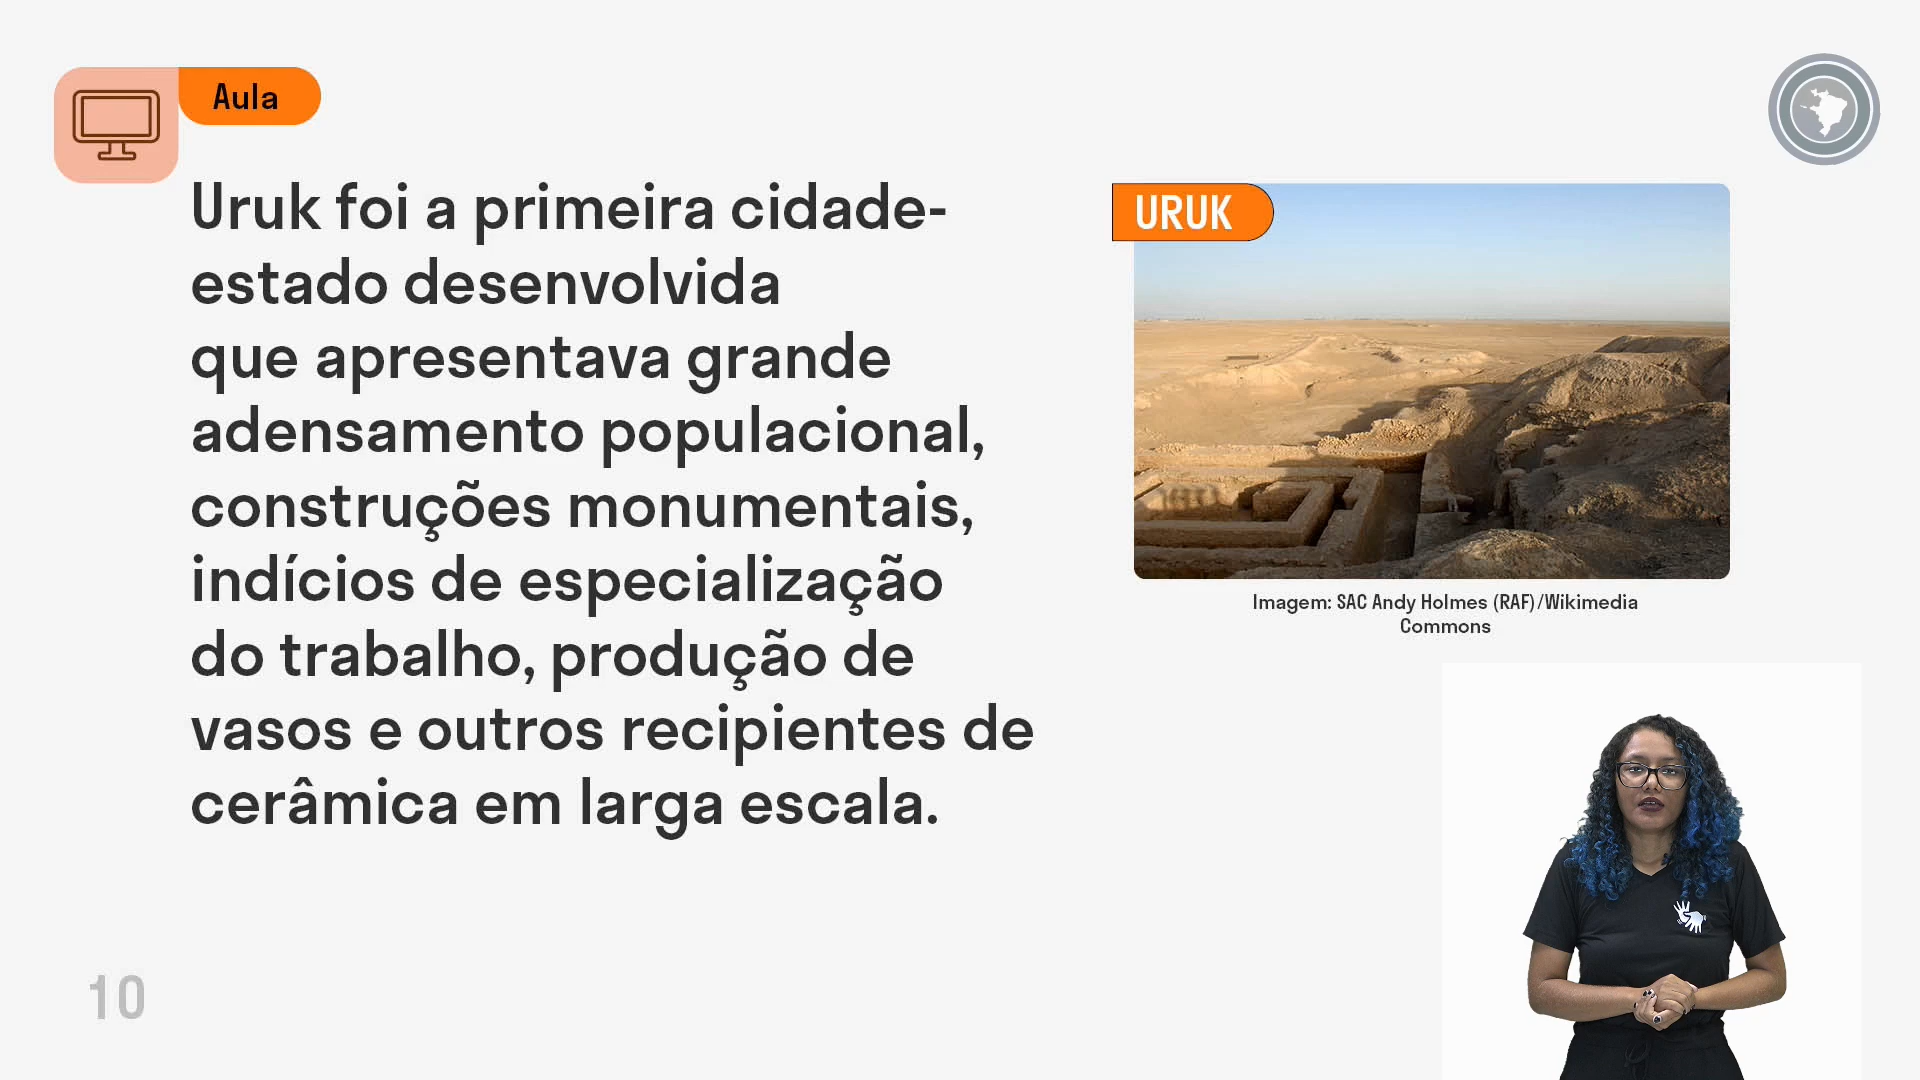 Aula
Uruk foi a primeira cidade-
estado desenvolvida
que apresentava grande
adensamento populacional,
construções monumentais,
indícios de especialização
do trabalho, produção de
vasos e outros recipientes de
cerâmica em larga escala.
URUK
Imagem: SAC Andy Holmes (RAF)/Wikimedia
Commons
10